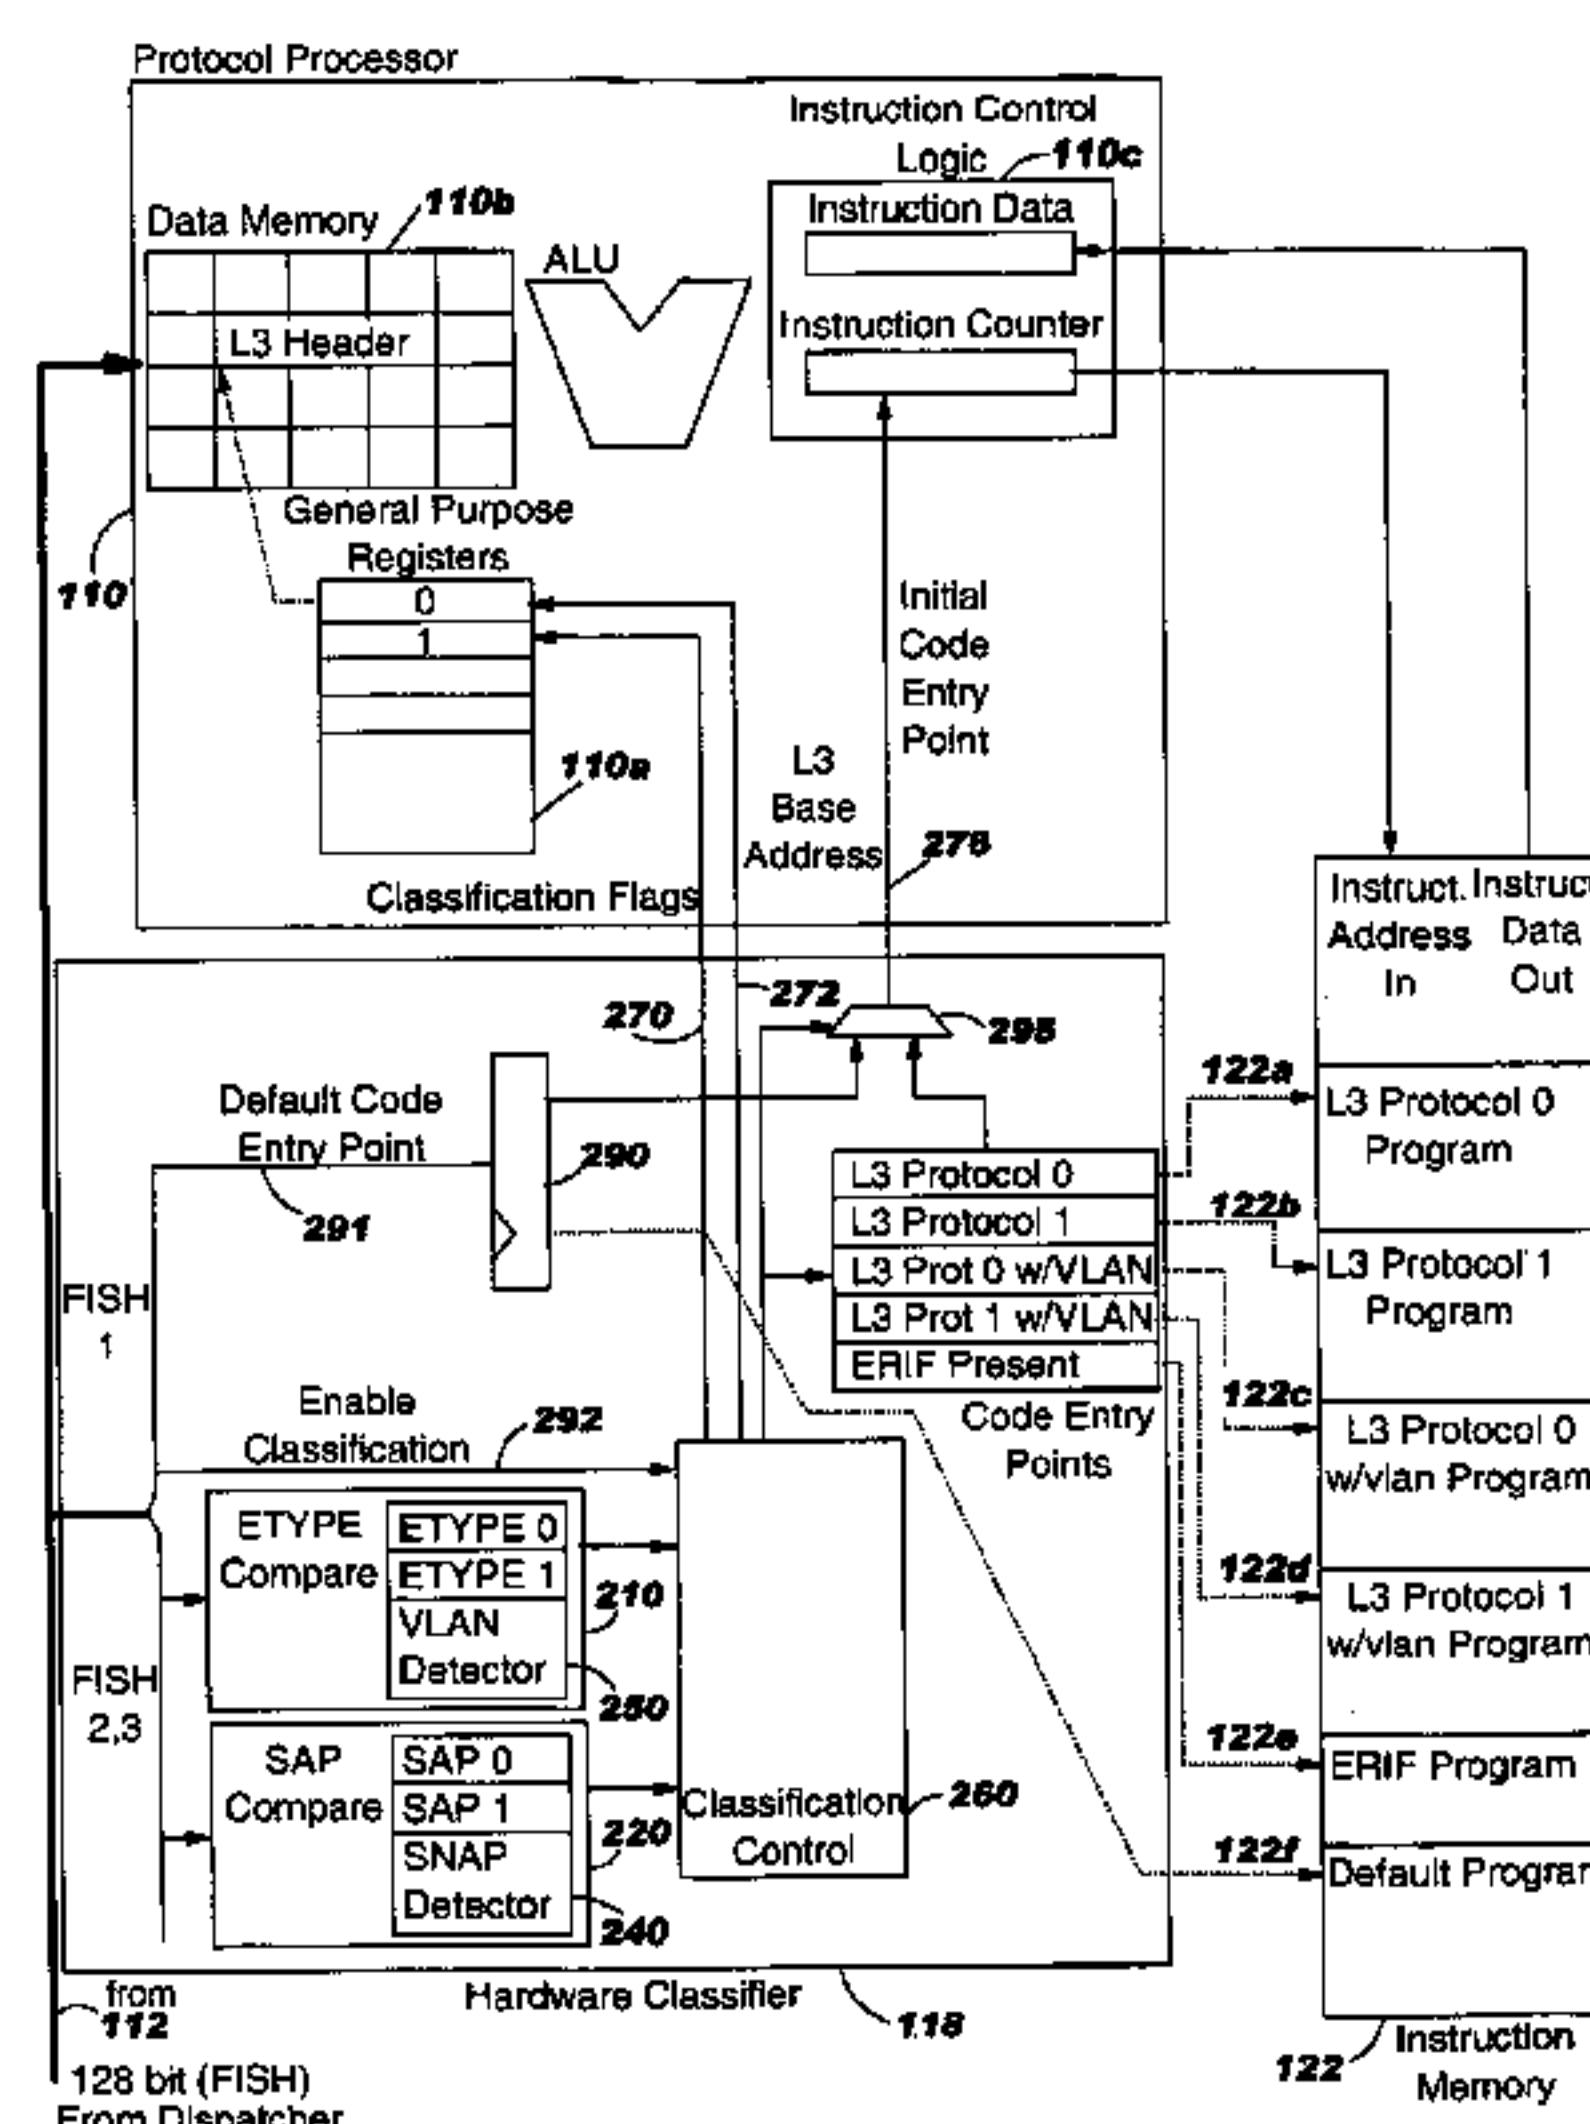 Protocol Processor
Instruction Control
Logic
110c
Data Memory
110b
Instruction Data
ALU
Instruction Counter
L3 Header
General Purpose
Registers
110
0
1
Initial
Code
Entry
Point
110a
L3
Base
Address
276
Classification Flags
Instruct.
Address
In
Data
Out
270
272
295
122a
Default Code
Entry Point
290
291
L3 Protocol 0
Program
L3 Protocol 0
L3 Protocol 1
L3 Prot 0 w/VLAN
L3 Prot 1 w/VLAN
ERIF Present
122b
L3 Protocol 1
Program
FISH
1
Enable
Classification
292
Code Entry
Points
122c
L3 Protocol 0
w/vlan Program
ETYPE
Compare
ETYPE 0
ETYPE 1
VLAN
Detector
210
250
122d
L3 Protocol 1
w/vlan Program
FISH
2,3
SAP
Compare
SAP 0
SAP 1
SNAP
Detector
220
240
Classification
Control
260
122e
ERIF Program
122f
Default
from
112
Hardware Classifier
118
128 bit (FISH)
From Dispatcher
122
Instruction
Memory